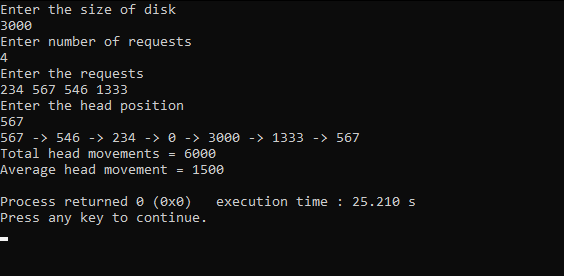 Enter the size of disk
3000
Enter number of requests
4
Enter the requests
234 567 546 1333
Enter the head position
567
567 -> 546 -> 234 -> 0 -> 3000 -> 1333 -> 567
Total head movements = 6000
Average head movement = 1500
Process returned 0 (0x0)   execution time : 25.210 s
Press any key to continue.